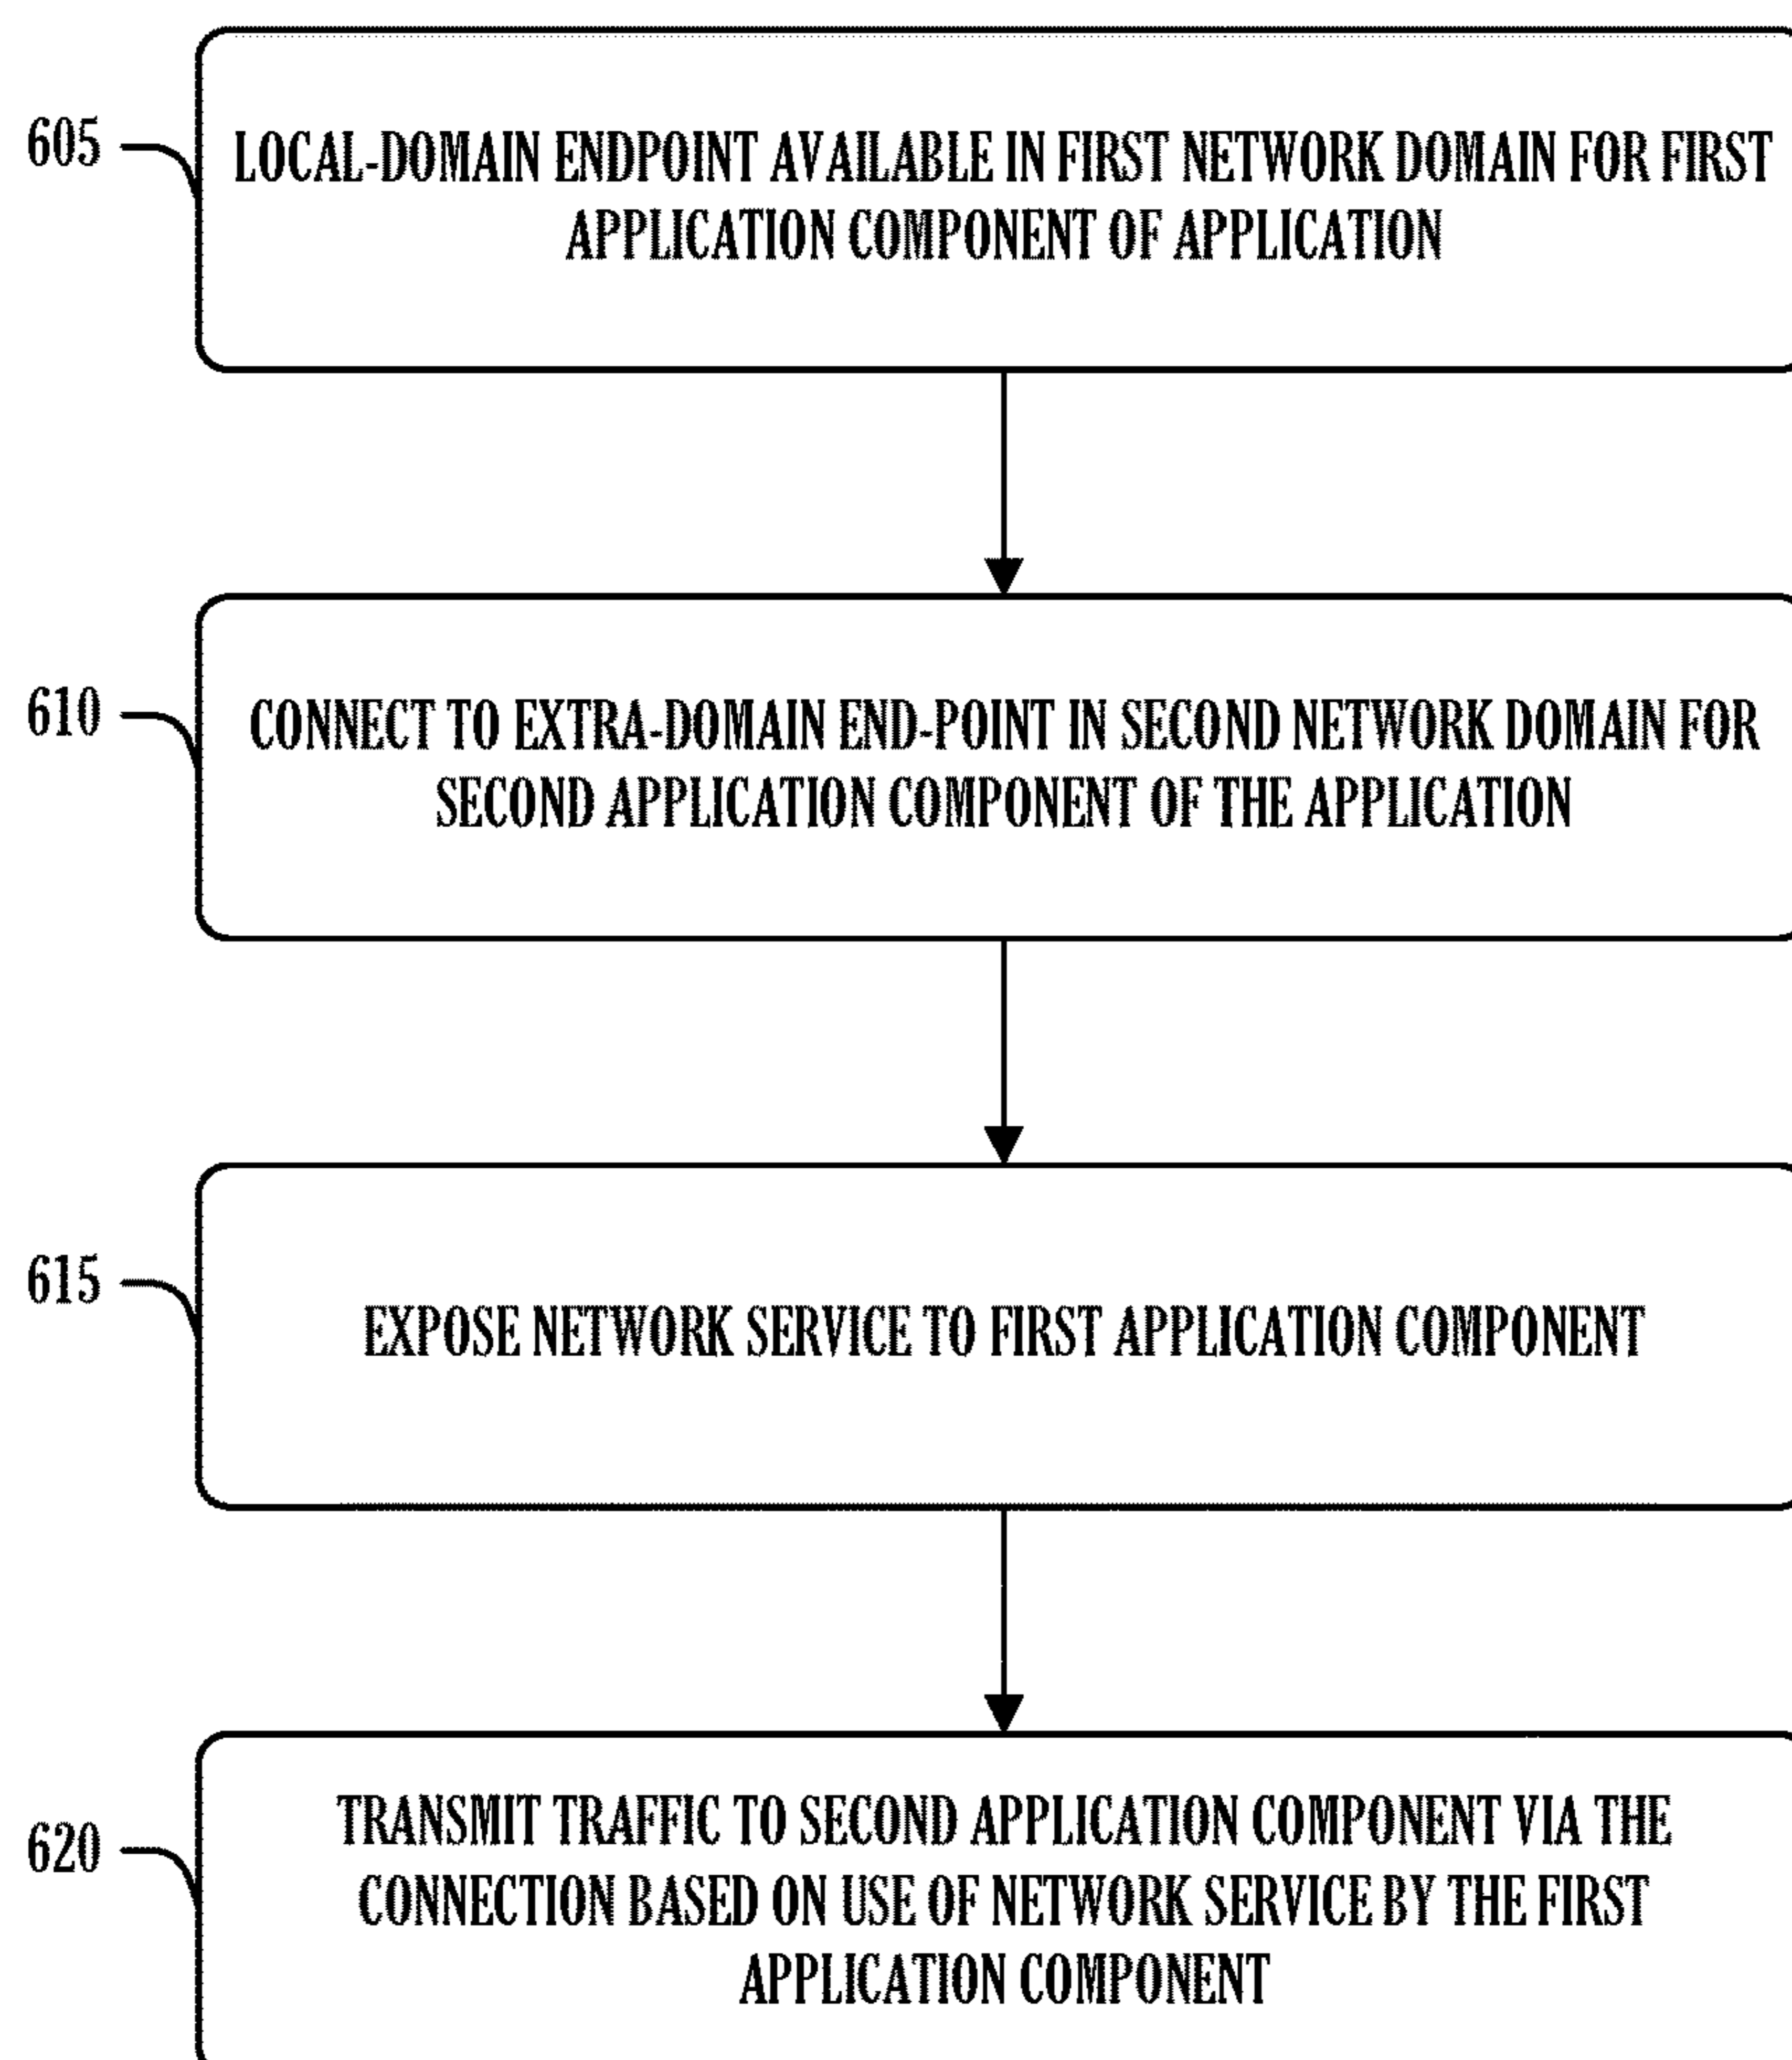 605
LOCAL-DOMAIN ENDPOINT AVAILABLE IN FIRST NETWORK DOMAIN FOR FIRST
APPLICATION COMPONENT OF APPLICATION
610
CONNECT TO EXTRA-DOMAIN END-POINT IN SECOND NETWORK DOMAIN FOR
SECOND APPLICATION COMPONENT OF THE APPLICATION
615
EXPOSE NETWORK SERVICE TO FIRST APPLICATION COMPONENT
620
TRANSMIT TRAFFIC TO SECOND APPLICATION COMPONENT VIA THE
CONNECTION BASED ON USE OF NETWORK SERVICE BY THE FIRST
APPLICATION COMPONENT